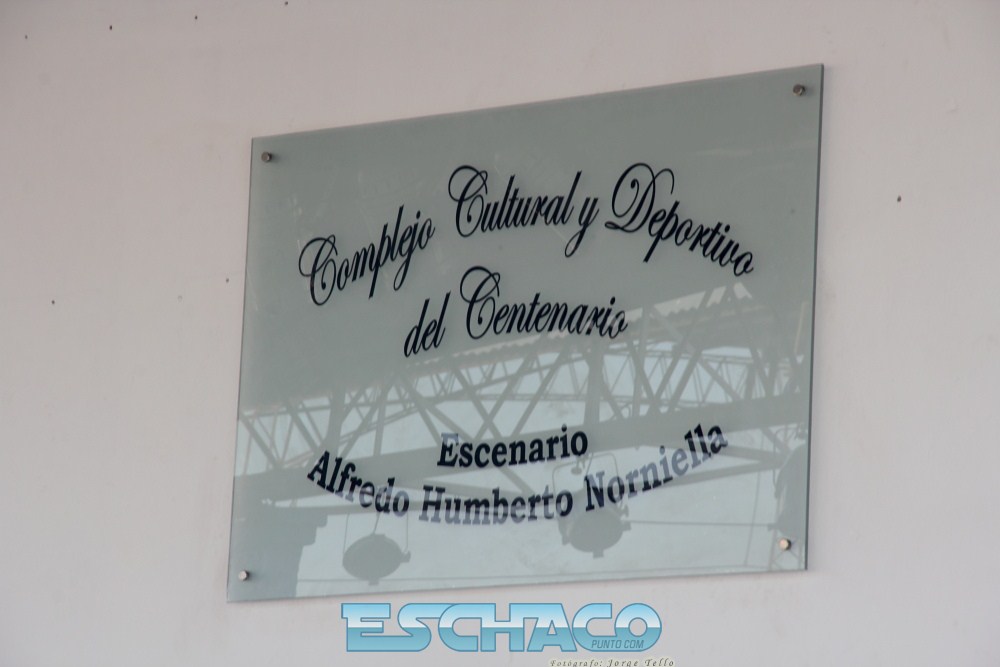 Complejo Cultural y Deportivo
del Centenario
Escenario
Alfredo Humberto Norniella
ESCHACO
PUNTO COM
Fotógrafo: Jorge Tello